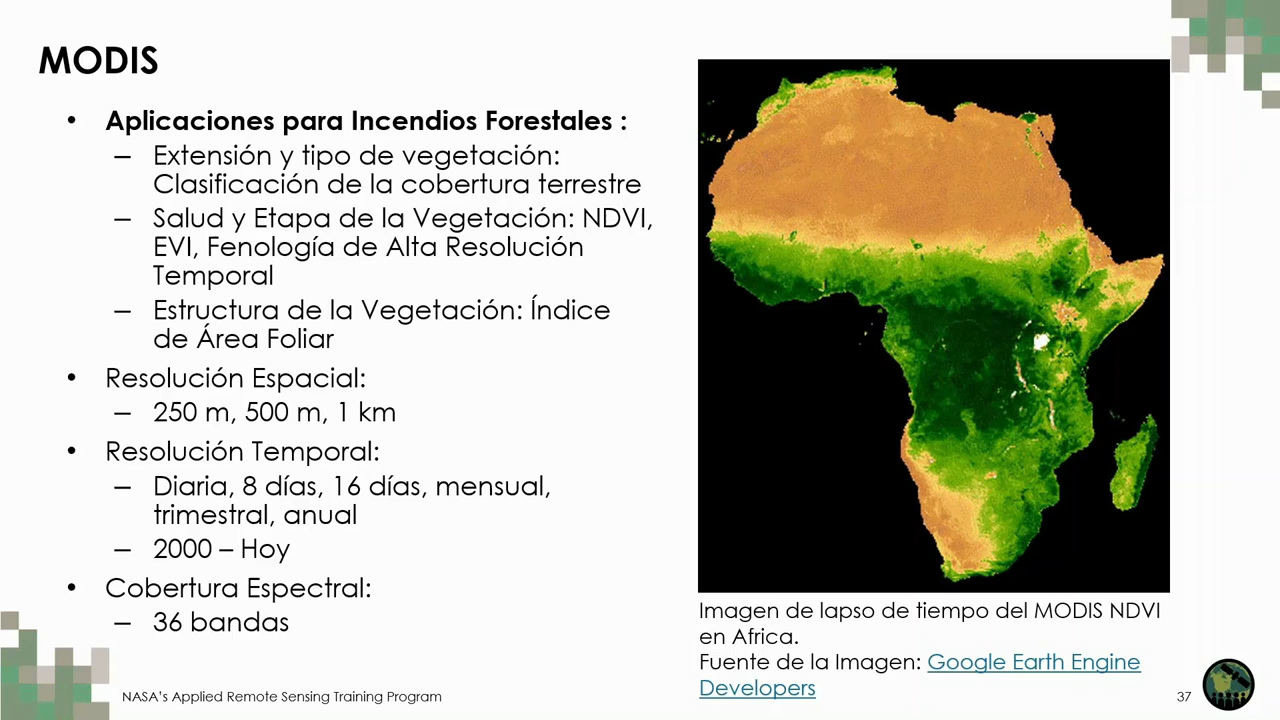 MODIS
• Aplicaciones para Incendios Forestales :
– Extensión y tipo de vegetación:
Clasificación de la cobertura terrestre
– Salud y Etapa de la Vegetación: NDVI,
EVI, Fenología de Alta Resolución
Temporal
– Estructura de la Vegetación: Índice
de Área Foliar
• Resolución Espacial:
– 250 m, 500 m, 1 km
• Resolución Temporal:
– Diaria, 8 días, 16 días, mensual,
trimestral, anual
– 2000 – Hoy
• Cobertura Espectral:
– 36 bandas
Imagen de lapso de tiempo del MODIS NDVI
en Africa.
Fuente de la Imagen: Google Earth Engine
Developers
NASA's Applied Remote Sensing Training Program
37